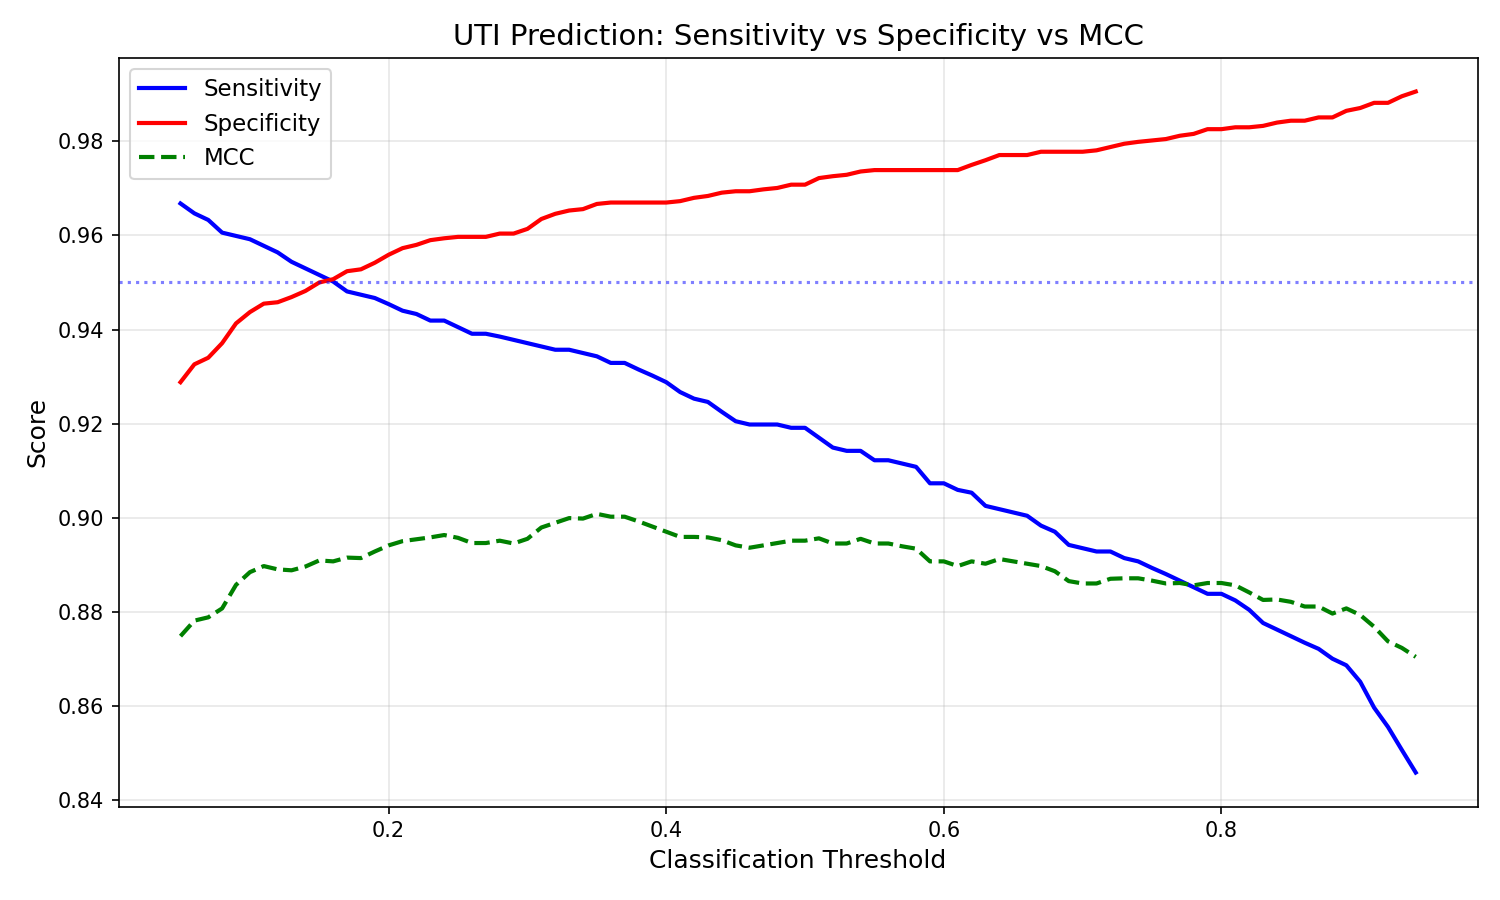 UTI Prediction: Sensitivity vs Specificity vs MCC
Sensitivity
Specificity
MCC
0.98
0.96
0.94
0.92
0.90
0.88
0.86
0.84
Score
0.2
0.4
0.6
0.8
Classification Threshold